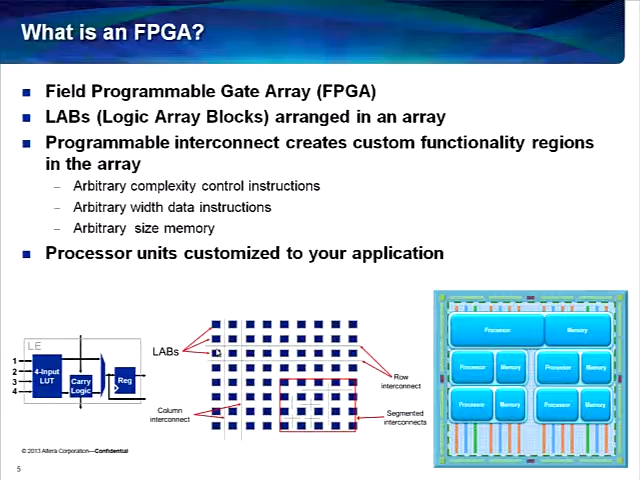 What is an FPGA?
Field Programmable Gate Array (FPGA)
LABs (Logic Array Blocks) arranged in an array
Programmable interconnect creates custom functionality regions
in the array
– Arbitrary complexity control instructions
– Arbitrary width data instructions
– Arbitrary size memory
Processor units customized to your application
LE
1
2
3
4
4-Input
LUT
Carry
Logic
Reg
LABs
Column
interconnect
Row
interconnect
Segmented
interconnects
Processor Memory
Processor Memory Processor Memory
Processor Memory Processor Memory
© 2013 Altera Corporation—Confidential
5